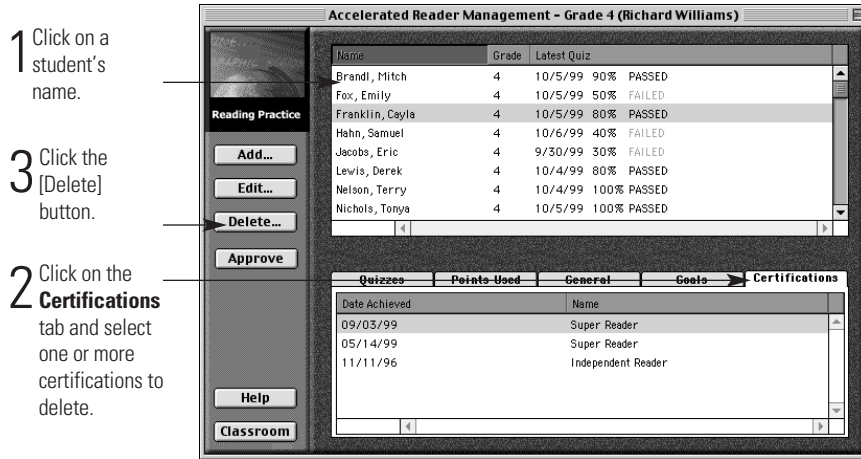 1 Click on a
student's
name.
3 Click the
[Delete]
button.
2 Click on the
Certifications
tab and select
one or more
certifications to
delete.
Accelerated Reader Management - Grade 4 (Richard Williams)
Reading Practice
Add...
Edit...
Delete...
Approve
Help
Classroom
Name Grade Latest Quiz
Brandl, Mitch 4 10/5/99 90% PASSED
Fox, Emily 4 10/5/99 50% FAILED
Franklin, Cayla 4 10/5/99 80% PASSED
Hahn, Samuel 4 10/6/99 40% FAILED
Jacobs, Eric 4 9/30/99 30% FAILED
Lewis, Derek 4 10/4/99 80% PASSED
Nelson, Terry 4 10/4/99 100% PASSED
Nichols, Tonya 4 10/5/99 100% PASSED
Quizzes Points Used General Goals Certifications
Date Achieved Name
09/03/99 Super Reader
05/14/99 Super Reader
11/11/96 Independent Reader